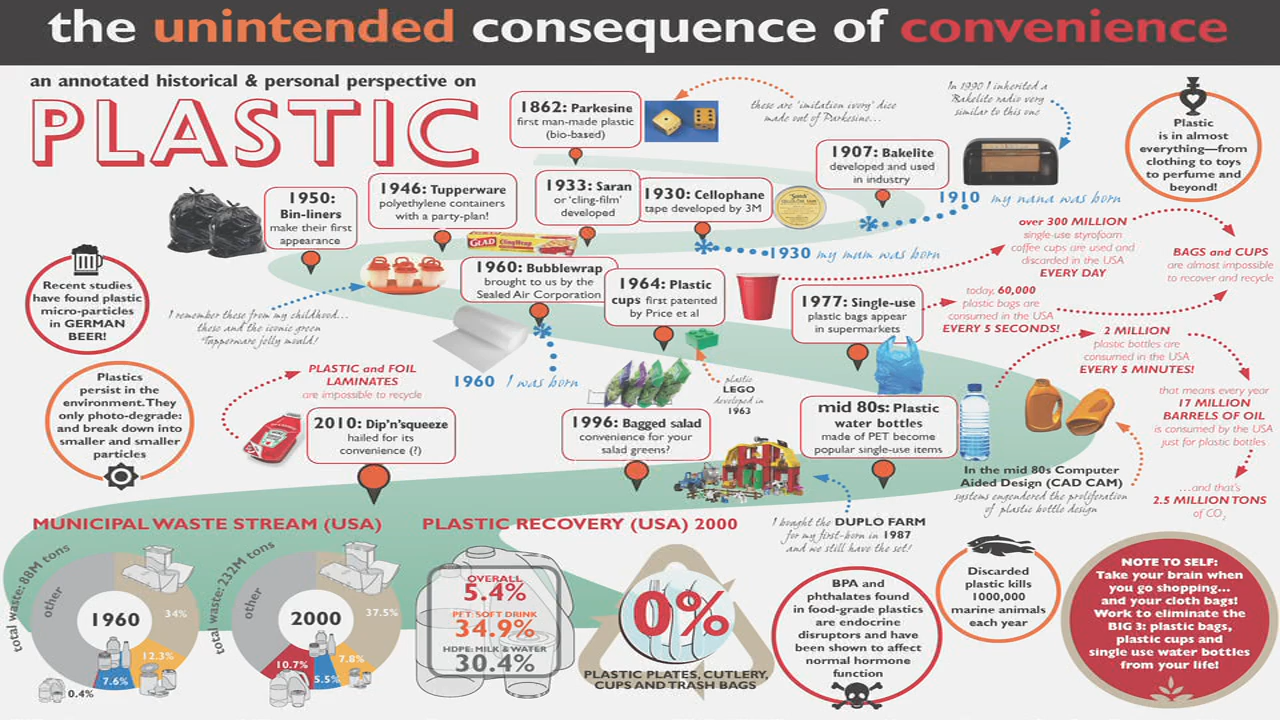 the unintended consequence of convenience
an annotated historical & personal perspective on
PLASTIC
1862: Parkesine
first man-made plastic
(bio-based)
these are 'imitation ivory' dice
made out of Parkesine...
In 1990 I inherited a
Bakelite radio very
similar to this one
Plastic
is in almost
everything—from
clothing to toys
to perfume and
beyond!
1907: Bakelite
developed and used
in industry
1910 my nana was born
1950:
Bin-liners
make their first
appearance
1946: Tupperware
polyethylene containers
with a party-plan!
1933: Saran
or 'cling-film'
developed
1930: Cellophane
tape developed by 3M
GLAD ClingWrap
1930 my mum was born
over 300 MILLION
single-use styrofoam
coffee cups are used and
discarded in the USA
EVERY DAY
BAGS and CUPS
are almost impossible
to recover and recycle
Recent studies
have found plastic
micro-particles
in GERMAN
BEER!
I remember these from my childhood...
these and the iconic green
Tupperware jelly mould!
1960: Bubblewrap
brought to us by the
Sealed Air Corporation
1964: Plastic
cups first patented
by Price et al
1977: Single-use
plastic bags appear
in supermarkets
today, 60,000
plastic bags are
consumed in the USA
EVERY 5 SECONDS!
2 MILLION
plastic bottles are
consumed in the USA
EVERY 5 MINUTES!
1960 I was born
plastic
LEGO
developed in
1963
Plastics
persist in the
environment. They
only photo-degrade:
and break down into
smaller and smaller
particles
PLASTIC and FOIL
LAMINATES
are impossible to recycle
2010: Dip'n'squeeze
hailed for its
convenience (?)
1996: Bagged salad
convenience for your
salad greens?
mid 80s: Plastic
water bottles
made of PET become
popular single-use items
that means every year
17 MILLION
BARRELS OF OIL
is consumed by the USA
just for plastic bottles
...and that's
2.5 MILLION TONS
of CO2
In the mid 80s Computer
Aided Design (CAD CAM)
systems engendered the proliferation
of plastic bottle design
I bought the DUPLO FARM
for my first-born in 1987
and we still have the set!
MUNICIPAL WASTE STREAM (USA)
total waste: 88M tons
other
1960
34%
12.3%
7.6%
0.4%
total waste: 232M tons
other
2000
37.5%
7.8%
5.5%
10.7%
PLASTIC RECOVERY (USA) 2000
OVERALL
5.4%
PET: SOFT DRINK
34.9%
HDPE: MILK & WATER
30.4%
0%
PLASTIC PLATES, CUTLERY,
CUPS AND TRASH BAGS
BPA and
phthalates found
in food-grade plastics
are endocrine
disruptors and have
been shown to affect
normal hormone
function
Discarded
plastic kills
1000,000
marine animals
each year
NOTE TO SELF:
Take your brain when
you go shopping...
and your cloth bags!
Work to eliminate the
BIG 3: plastic bags,
plastic cups and
single use water bottles
from your life!